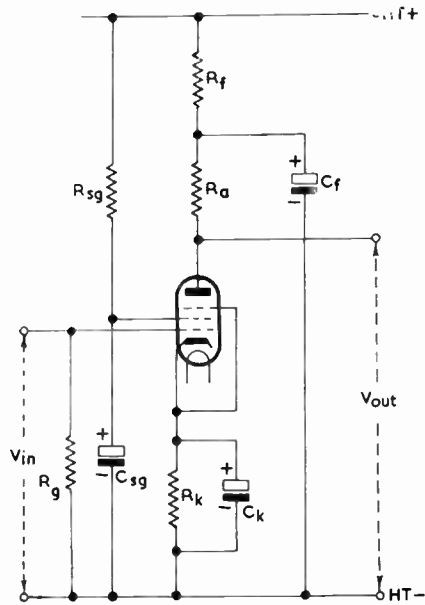 Rf
Rsg
Ra
+
Cf
-
Vin
Vout
Rg
+
-
Csg
Rk
+
-
Ck
HT-